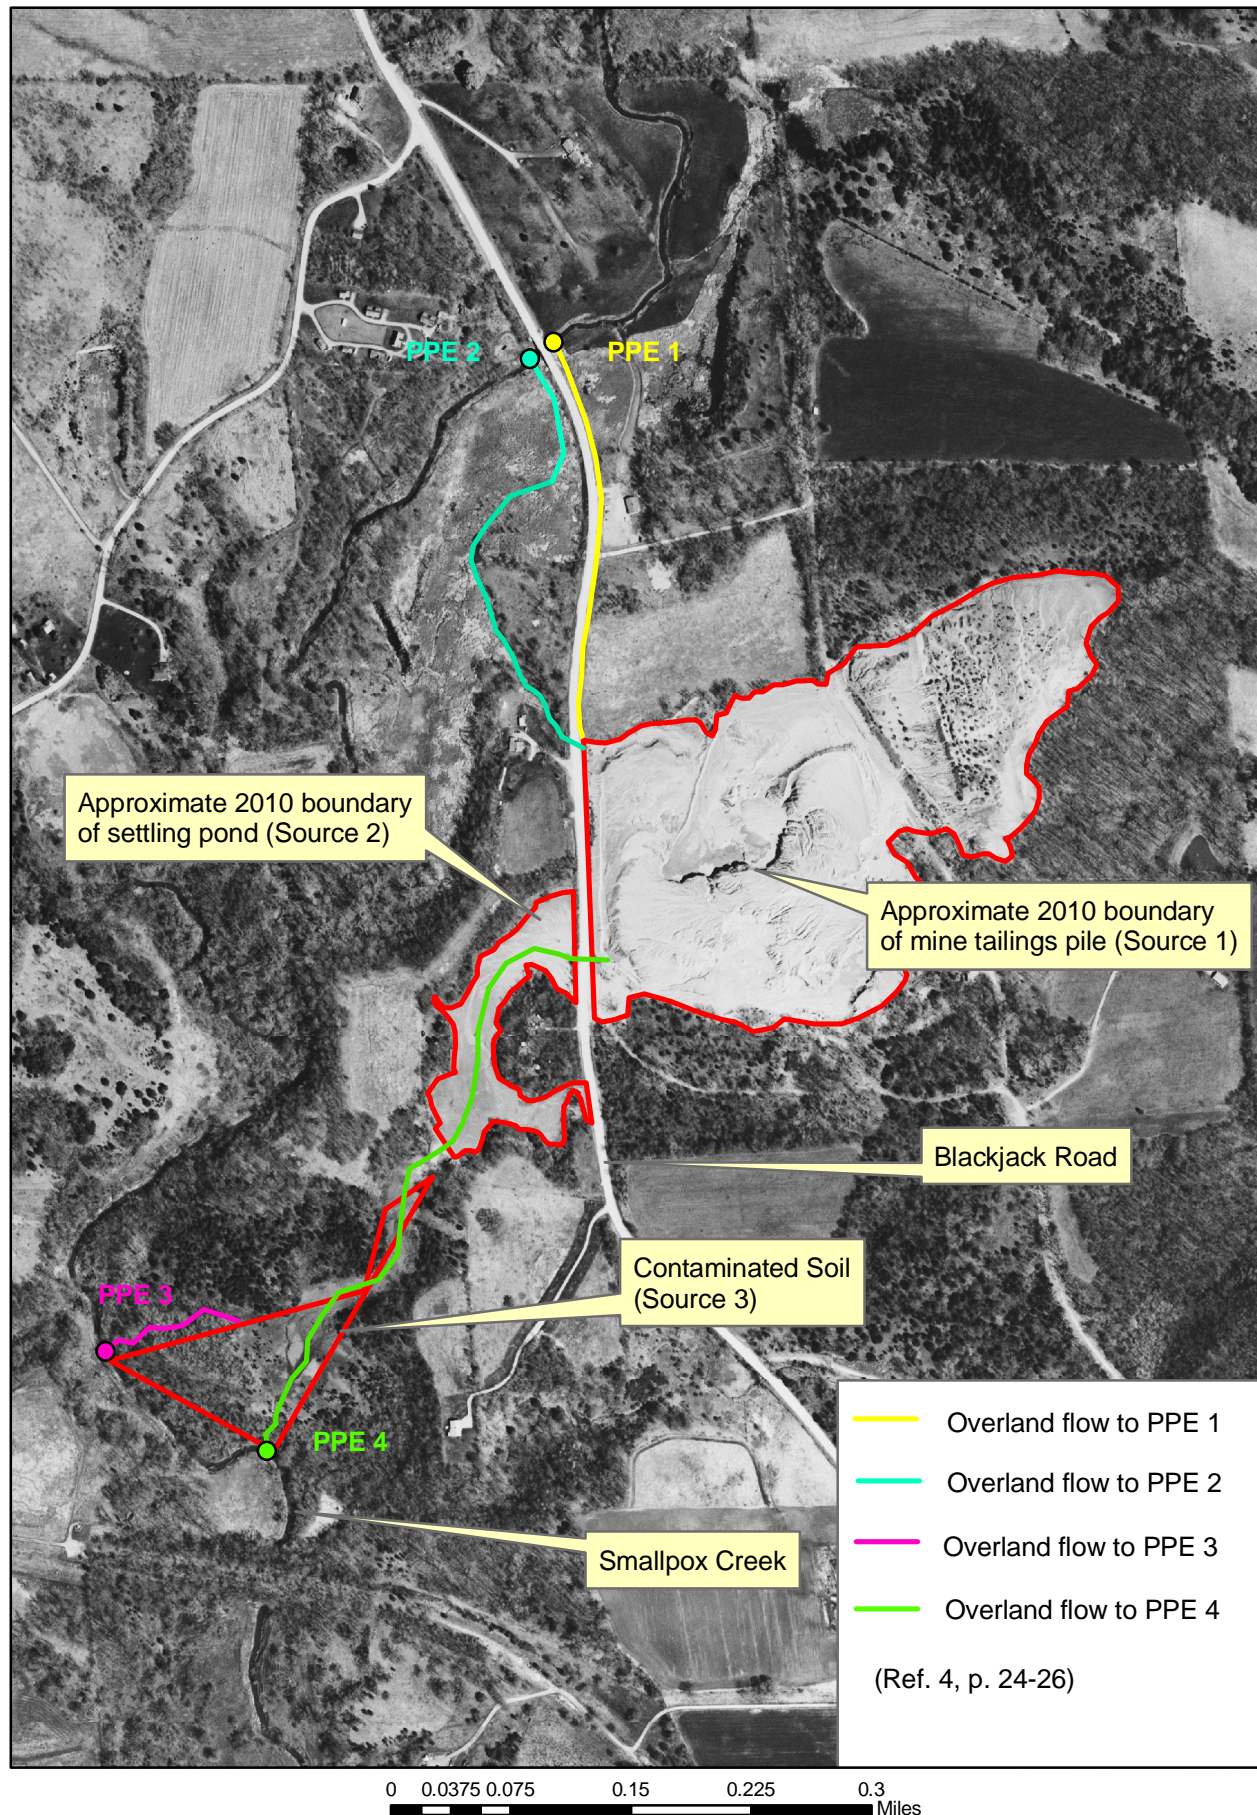 PPE 2
PPE 1
Approximate 2010 boundary
of settling pond (Source 2)
Approximate 2010 boundary
of mine tailings pile (Source 1)
Blackjack Road
Contaminated Soil
(Source 3)
PPE 3
PPE 4
Smallpox Creek
Overland flow to PPE 1
Overland flow to PPE 2
Overland flow to PPE 3
Overland flow to PPE 4
(Ref. 4, p. 24-26)
0 0.0375 0.075 0.15 0.225 0.3
Miles